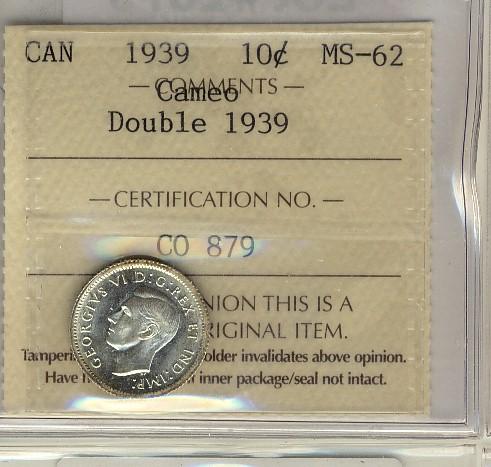 CAN 1939 10¢ MS-62
— COMMENTS —
Cameo
Double 1939
— CERTIFICATION NO. —
CO 879
NION THIS IS A
RIGINAL ITEM.
Tamperi older invalidates above opinion.
Have inner package/seal not intact.
GEORGIVS VI D:G:REX ET IND:IMP: